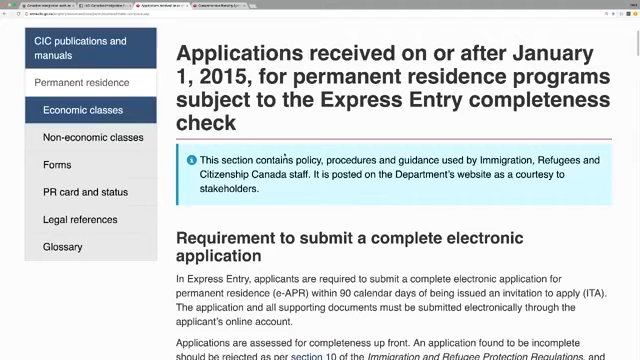 CIC publications and
manuals
Permanent residence
Economic classes
Non-economic classes
Forms
PR card and status
Legal references
Glossary
Applications received on or after January
1, 2015, for permanent residence programs
subject to the Express Entry completeness
check
This section contains policy, procedures and guidance used by Immigration, Refugees and
Citizenship Canada staff. It is posted on the Department's website as a courtesy to
stakeholders.
Requirement to submit a complete electronic
application
In Express Entry, applicants are required to submit a complete electronic application for
permanent residence (e-APR) within 90 calendar days of being issued an invitation to apply (ITA).
The application and all supporting documents must be submitted electronically through the
applicant's online account.
Applications are assessed for completeness up front. An application found to be incomplete
should be rejected as per section 10 of the Immigration and Refugee Protection Regulations, and